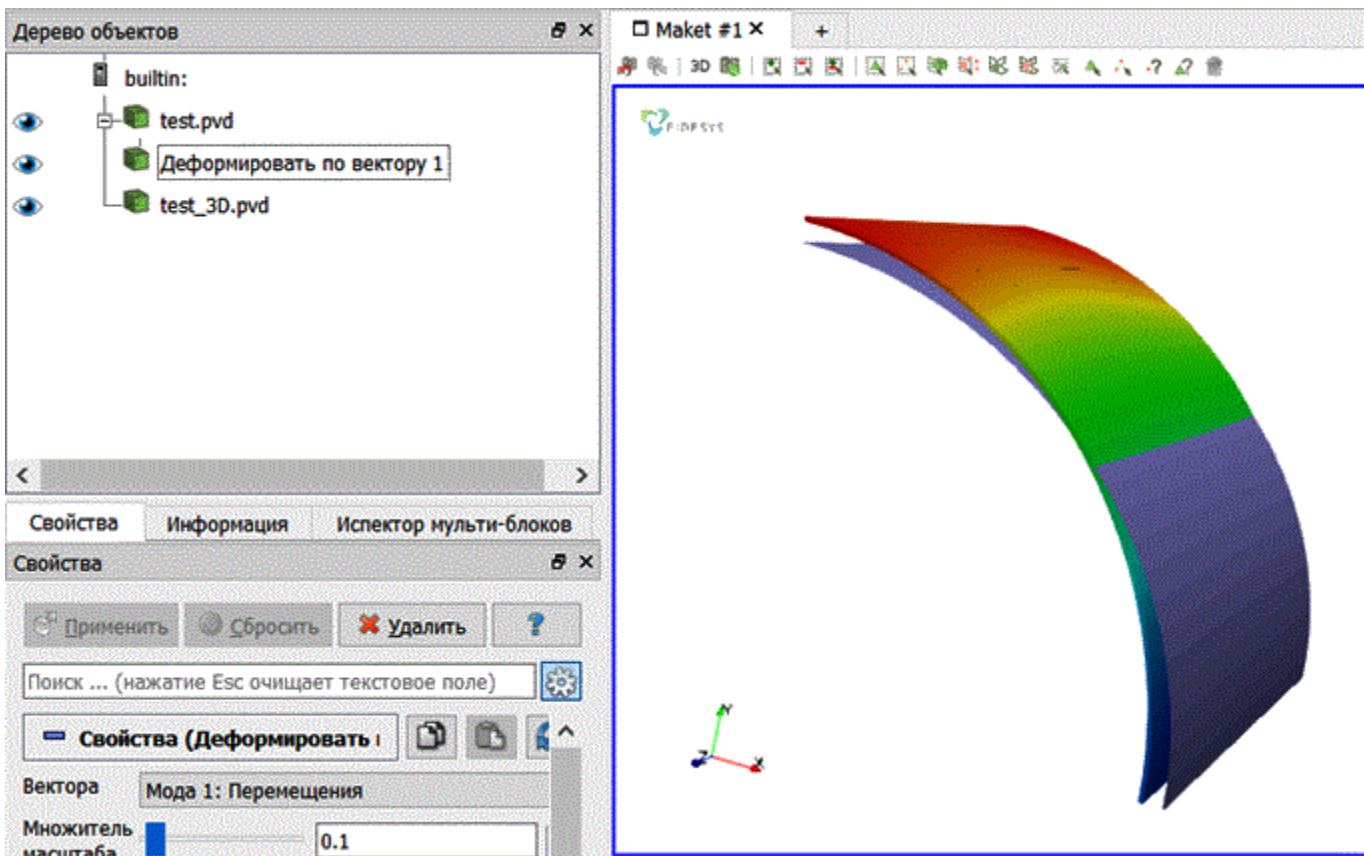 Дерево объектов
builtin:
test.pvd
Деформировать по вектору 1
test_3D.pvd
Свойства Информация Испектор мульти-блоков
Свойства
Применить Сбросить Удалить ?
Поиск ... (нажатие Esc очищает текстовое поле)
Свойства (Деформировать
Вектора Мода 1: Перемещения
Множитель 0.1
масштаба
Maket #1 +
3D
FIDESYS
Y
Z X